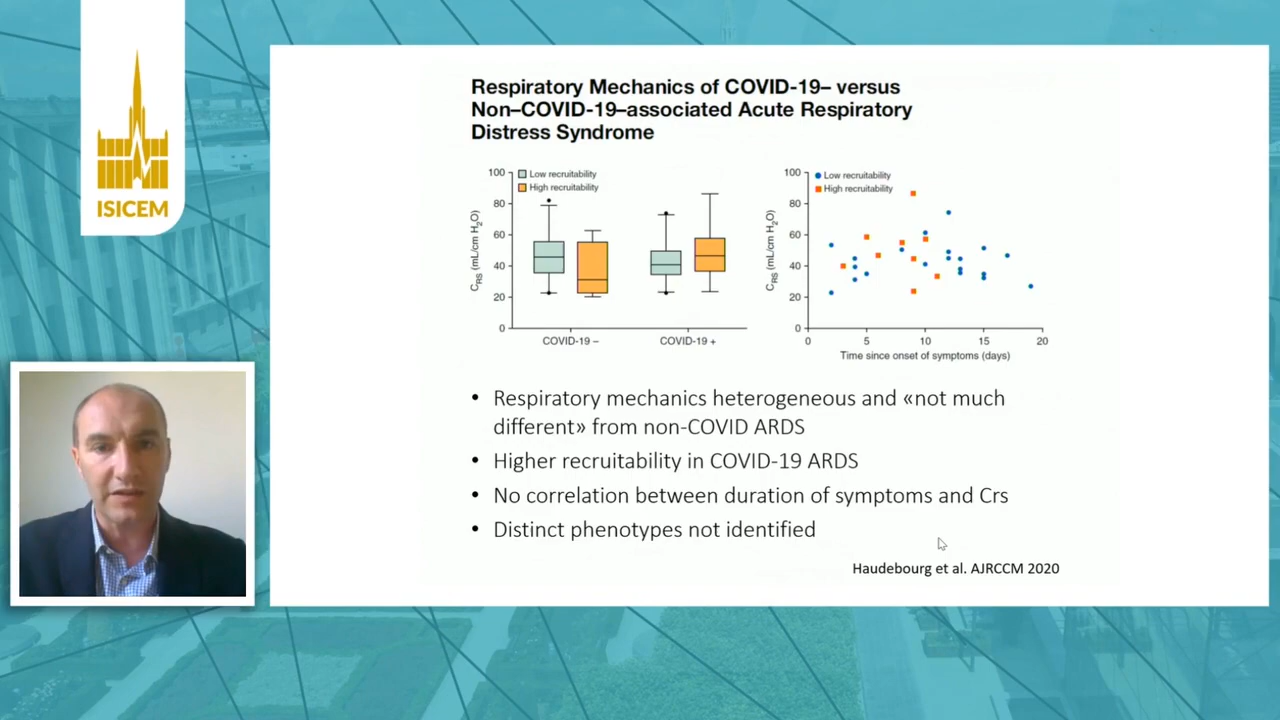 ISICEM
Respiratory Mechanics of COVID-19– versus
Non–COVID-19–associated Acute Respiratory
Distress Syndrome
100
80
60
40
20
0
CRS (mL/cm H2O)
Low recruitability
High recruitability
COVID-19 –
COVID-19 +
100
80
60
40
20
0
CRS (mL/cm H2O)
Low recruitability
High recruitability
0 5 10 15 20
Time since onset of symptoms (days)
• Respiratory mechanics heterogeneous and «not much
different» from non-COVID ARDS
• Higher recruitability in COVID-19 ARDS
• No correlation between duration of symptoms and Crs
• Distinct phenotypes not identified
Haudebourg et al. AJRCCM 2020